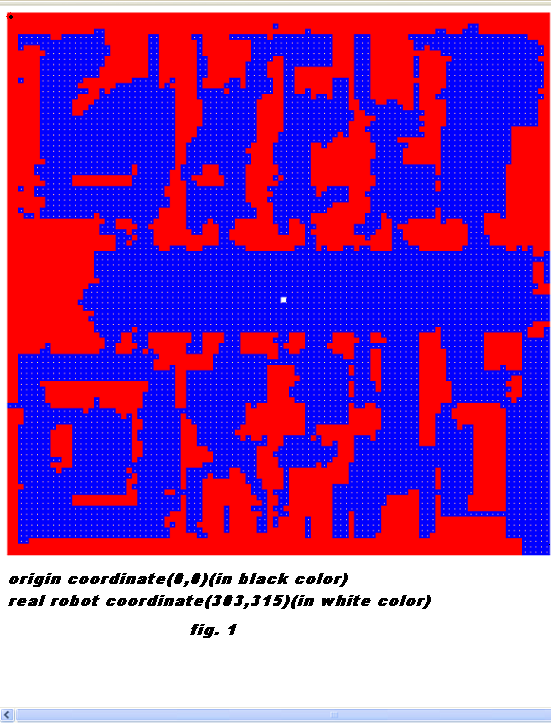 origin coordinate(0,0)(in black color)
real robot coordinate(303,315)(in white color)
fig. 1